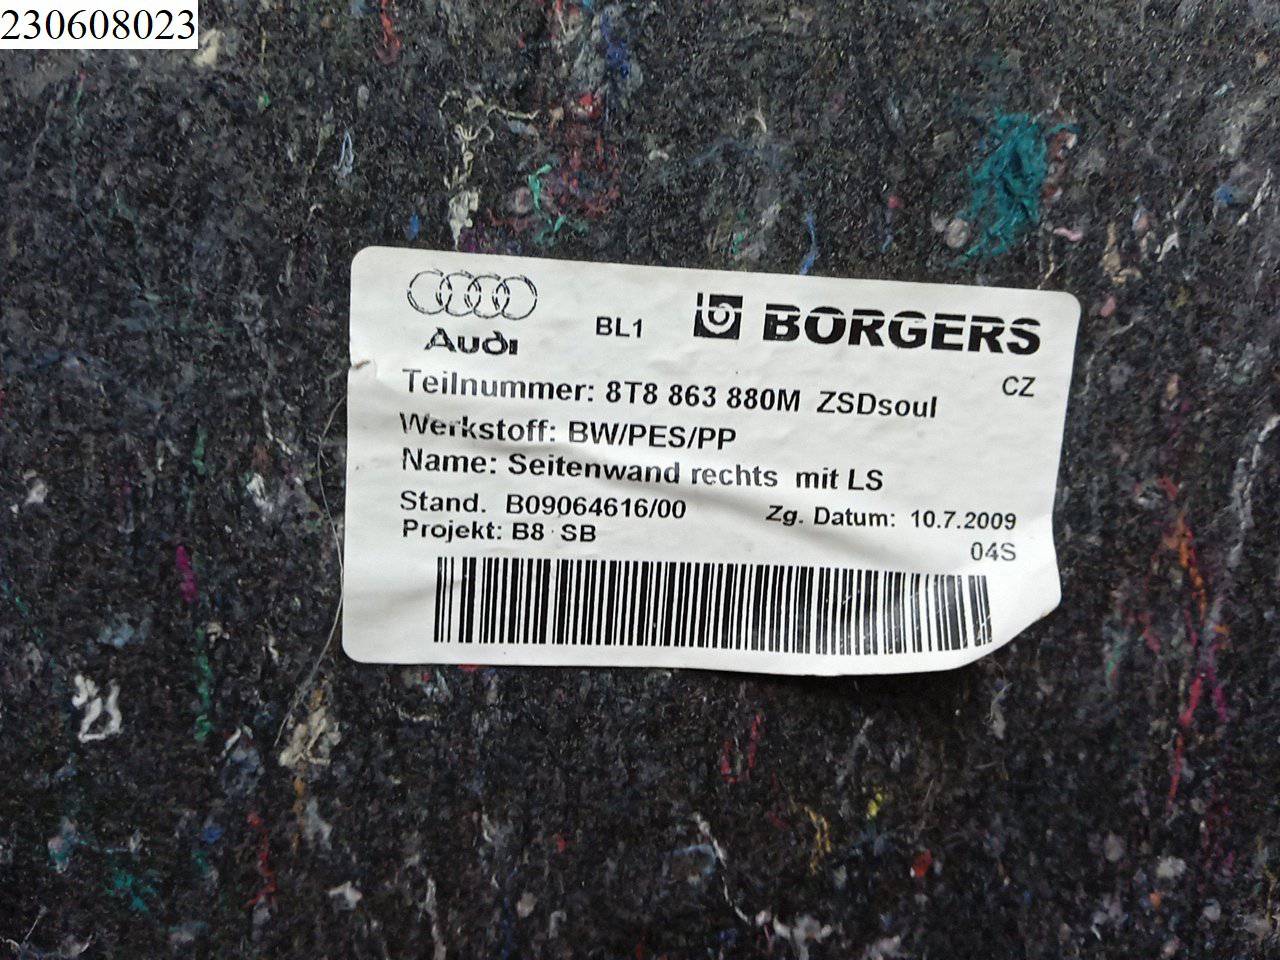 230608023
Audi
BL1
BORGERS
CZ
Teilnummer: 8T8 863 880M ZSDsoul
Werkstoff: BW/PES/PP
Name: Seitenwand rechts mit LS
Stand. B09064616/00 Zg. Datum: 10.7.2009
Projekt: B8 SB
04S